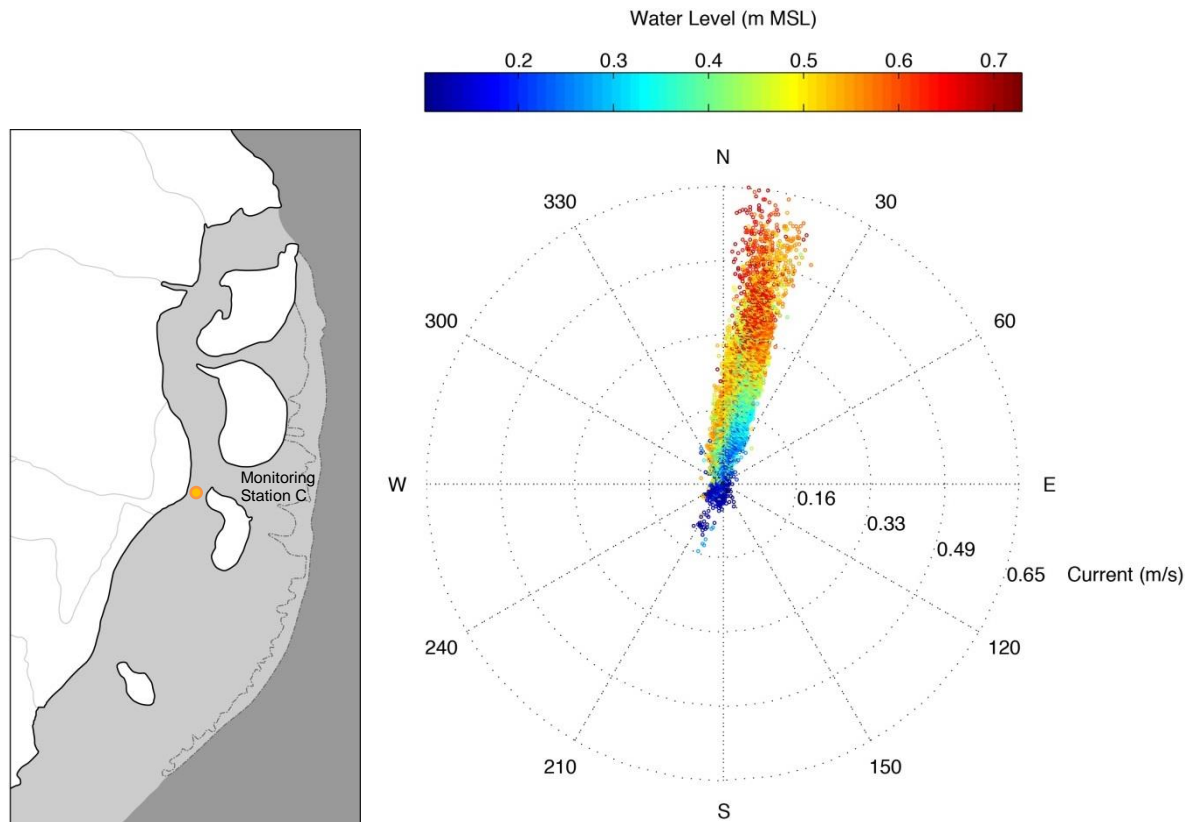 Water Level (m MSL)
0.2 0.3 0.4 0.5 0.6 0.7
N
330 30
300 60
Monitoring
Station C
W E
0.16
0.33
0.49
0.65 Current (m/s)
240 120
210 150
S